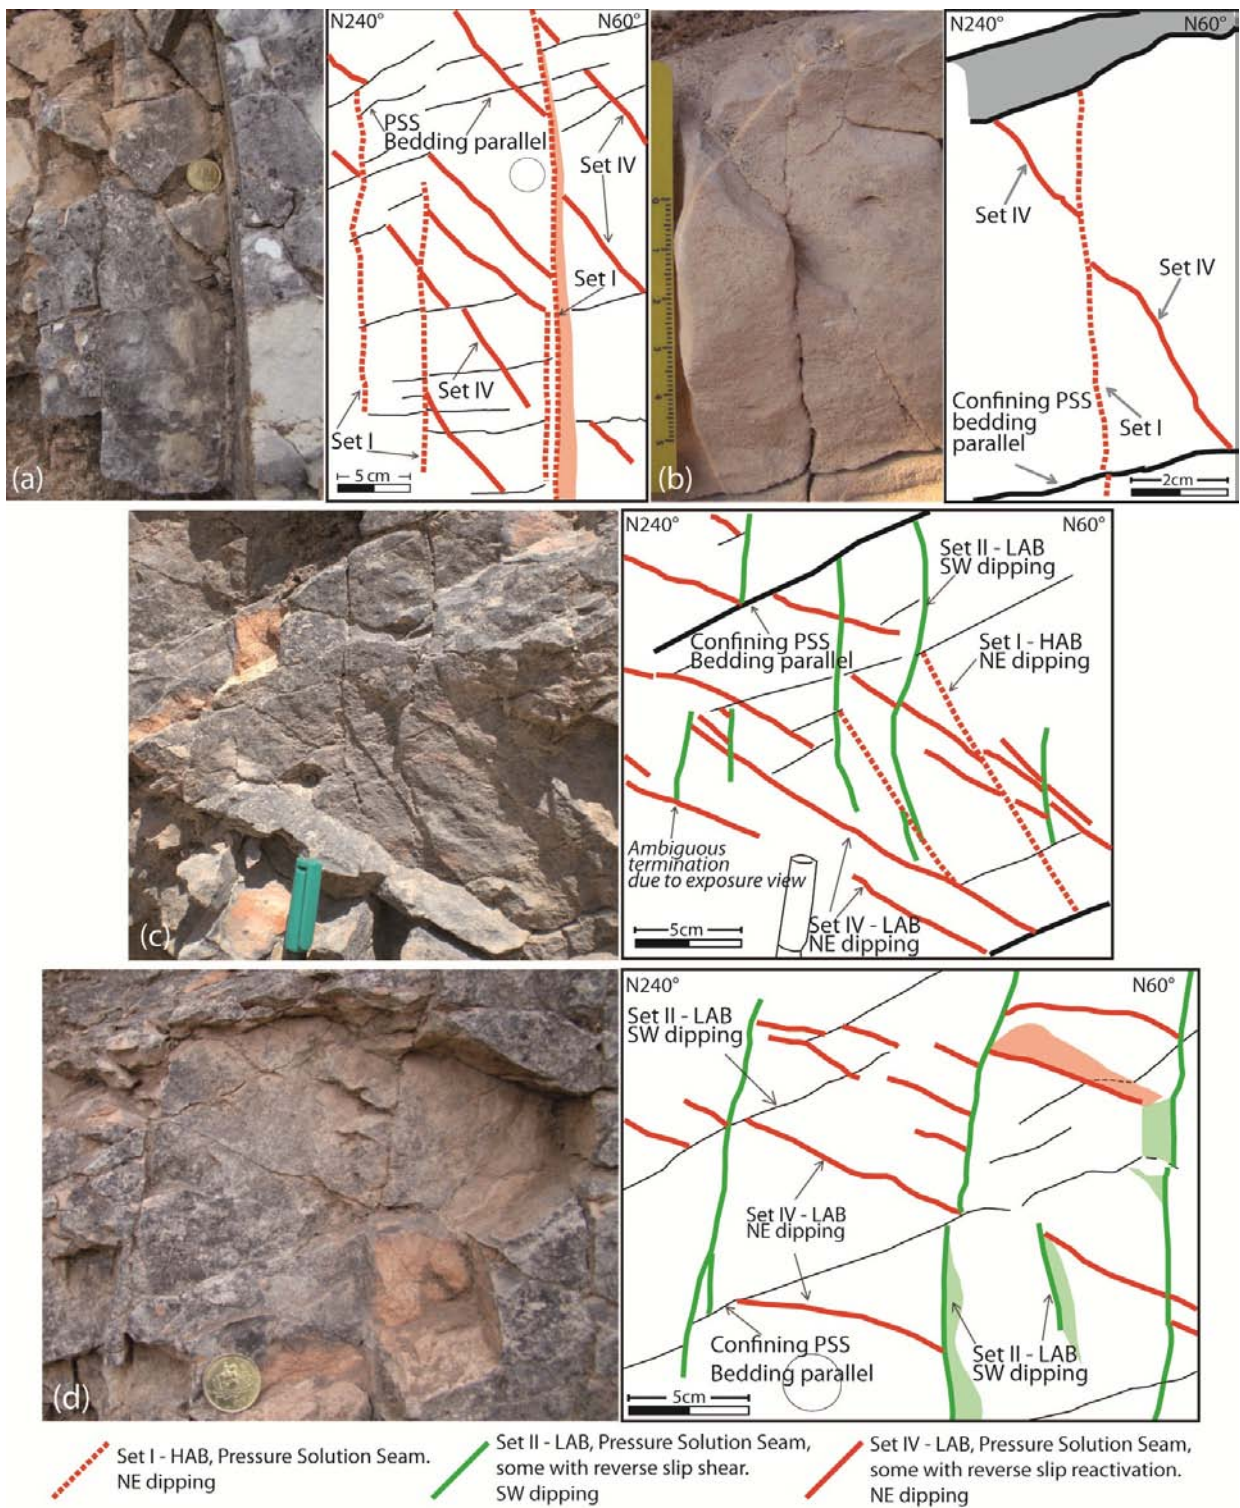 N240°
N60°
PSS
Bedding parallel
Set IV
Set I
Set IV
Set I
5 cm
(a)
N240°
N60°
Set IV
Set IV
Confining PSS
bedding
parallel
Set I
2cm
(b)
N240°
N60°
Set II - LAB
SW dipping
Confining PSS
Bedding parallel
Set I - HAB
NE dipping
Ambiguous
termination
due to exposure view
Set IV - LAB
NE dipping
5cm
(c)
N240°
N60°
Set II - LAB
SW dipping
Set IV - LAB
NE dipping
Confining PSS
Bedding parallel
Set II - LAB
SW dipping
5cm
(d)
Set I - HAB, Pressure Solution Seam.
NE dipping
Set II - LAB, Pressure Solution Seam,
some with reverse slip shear.
SW dipping
Set IV - LAB, Pressure Solution Seam,
some with reverse slip reactivation.
NE dipping